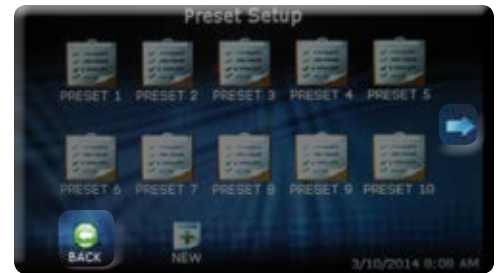 Preset Setup
PRESET 1 PRESET 2 PRESET 3 PRESET 4 PRESET 5
PRESET 6 PRESET 7 PRESET 8 PRESET 9 PRESET 10
BACK NEW
3/10/2014 8:08 AM